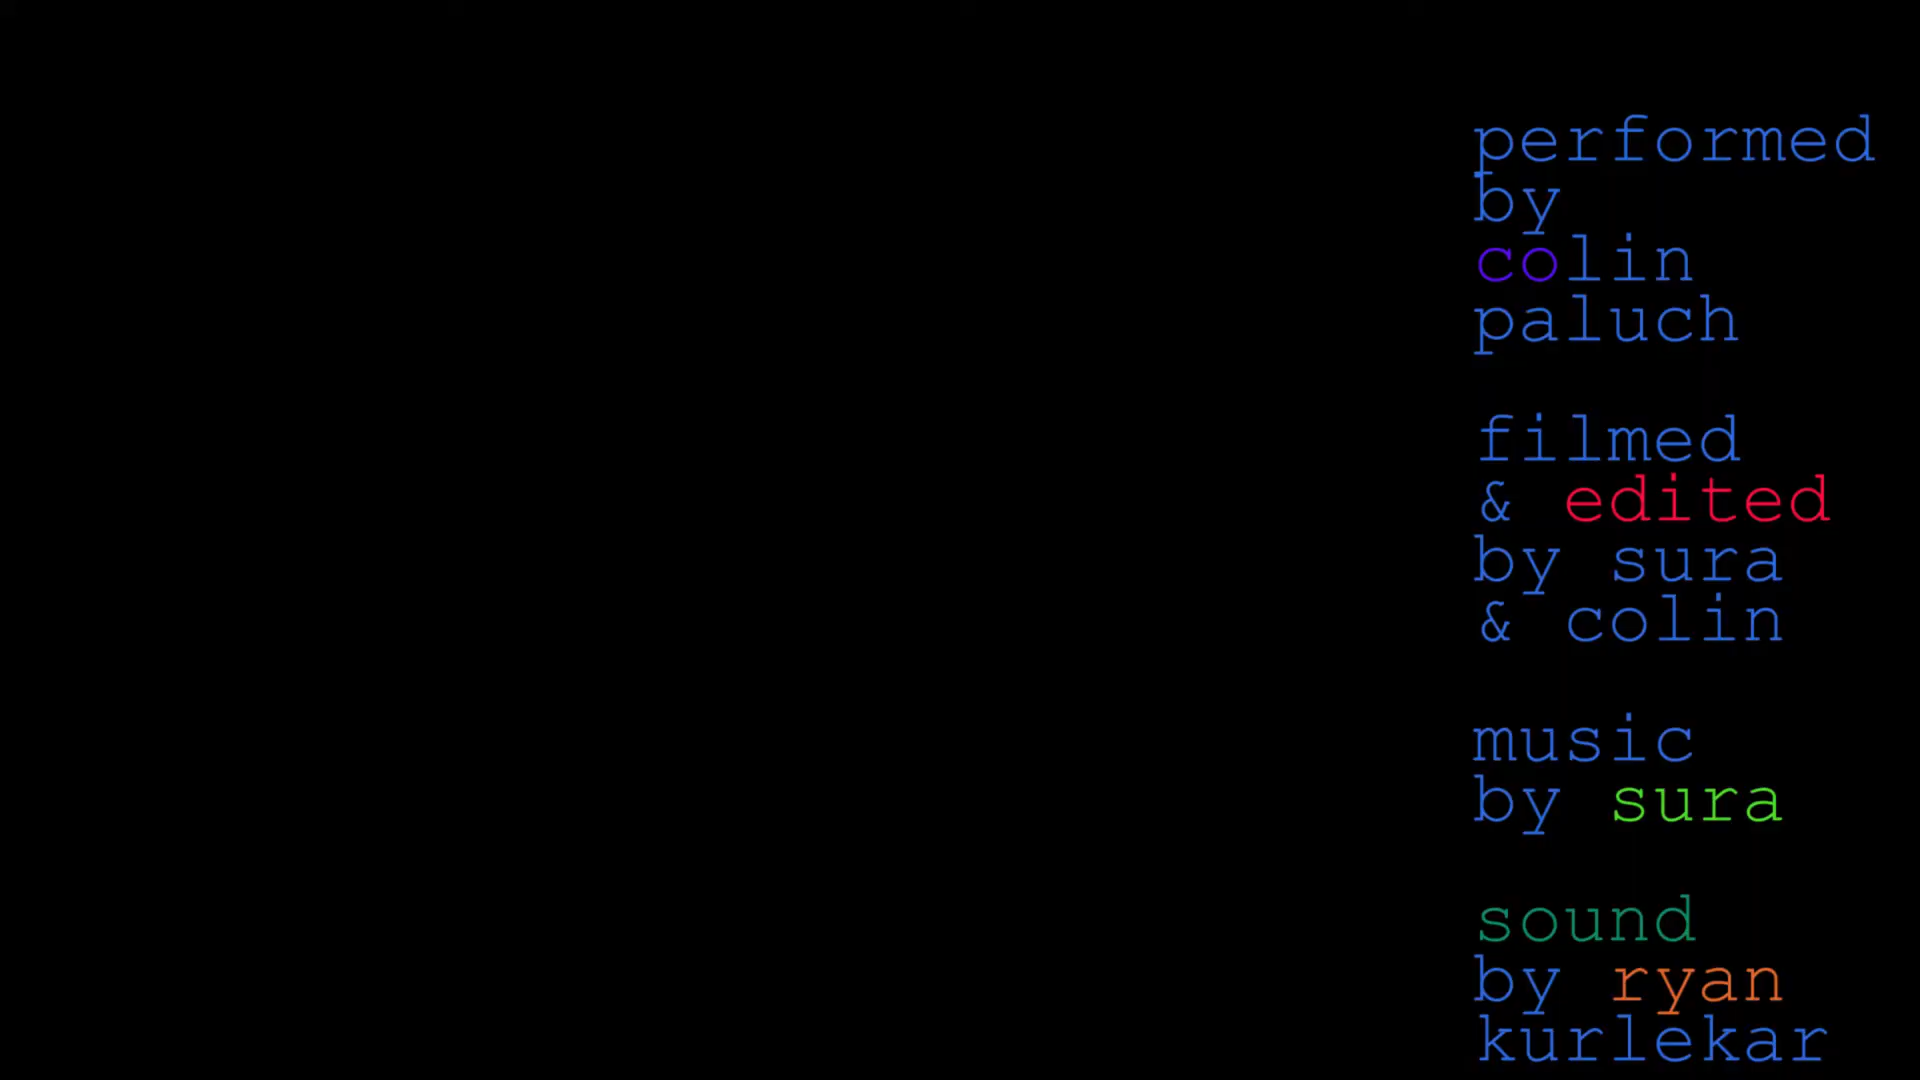 performed
by
colin
paluch
filmed
& edited
by sura
& colin
music
by sura
sound
by ryan
kurlekar